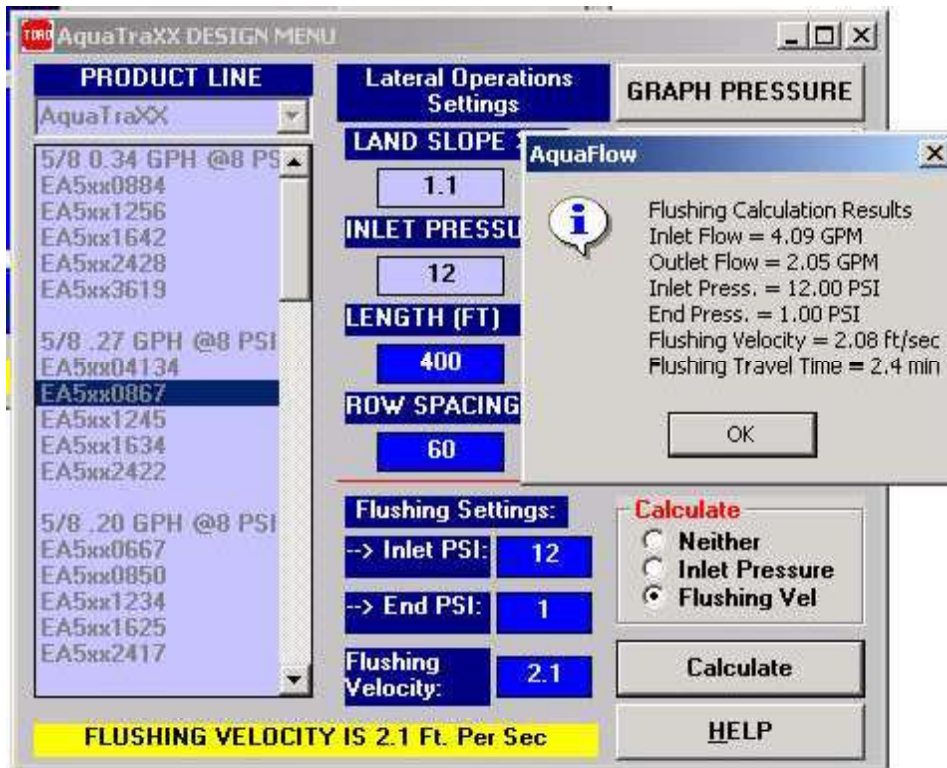 TORO AquaTraXX DESIGN MENU
PRODUCT LINE
AquaTraXX
5/8 0.34 GPH @8 PS
EA5xx0884
EA5xx1256
EA5xx1642
EA5xx2428
EA5xx3619
5/8 .27 GPH @8 PSI
EA5xx04134
EA5xx0867
EA5xx1245
EA5xx1634
EA5xx2422
5/8 .20 GPH @8 PSI
EA5xx0667
EA5xx0850
EA5xx1234
EA5xx1625
EA5xx2417
Lateral Operations
Settings
LAND SLOPE
1.1
INLET PRESSU
12
LENGTH (FT)
400
ROW SPACING
60
Flushing Settings:
--> Inlet PSI:
12
--> End PSI:
1
Flushing
Velocity:
2.1
GRAPH PRESSURE
AquaFlow
Flushing Calculation Results
Inlet Flow = 4.09 GPM
Outlet Flow = 2.05 GPM
Inlet Press. = 12.00 PSI
End Press. = 1.00 PSI
Flushing Velocity = 2.08 ft/sec
Flushing Travel Time = 2.4 min
OK
Calculate
Neither
Inlet Pressure
Flushing Vel
Calculate
HELP
FLUSHING VELOCITY IS 2.1 Ft. Per Sec